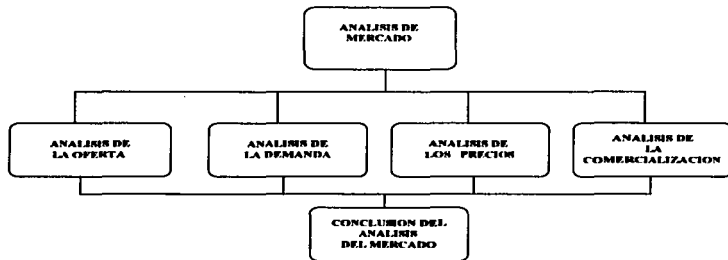 ANALISIS DE
MERCADO
ANALISIS DE
LA OFERTA
ANALISIS DE
LA DEMANDA
ANALISIS DE
LOS PRECIOS
ANALISIS DE
LA
COMERCIALIZACION
CONCLUSION DEL
ANALISIS
DEL MERCADO